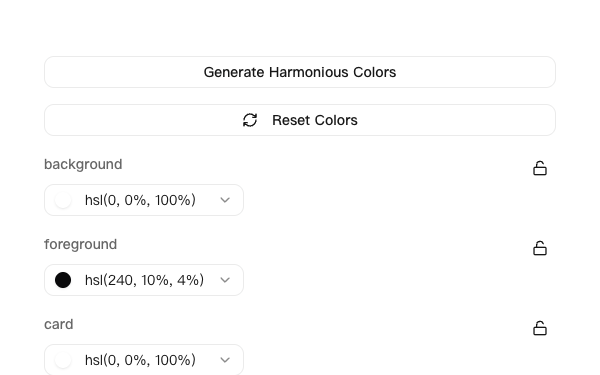 Generate Harmonious Colors
Reset Colors
background
hsl(0, 0%, 100%)
foreground
hsl(240, 10%, 4%)
card
hsl(0, 0%, 100%)